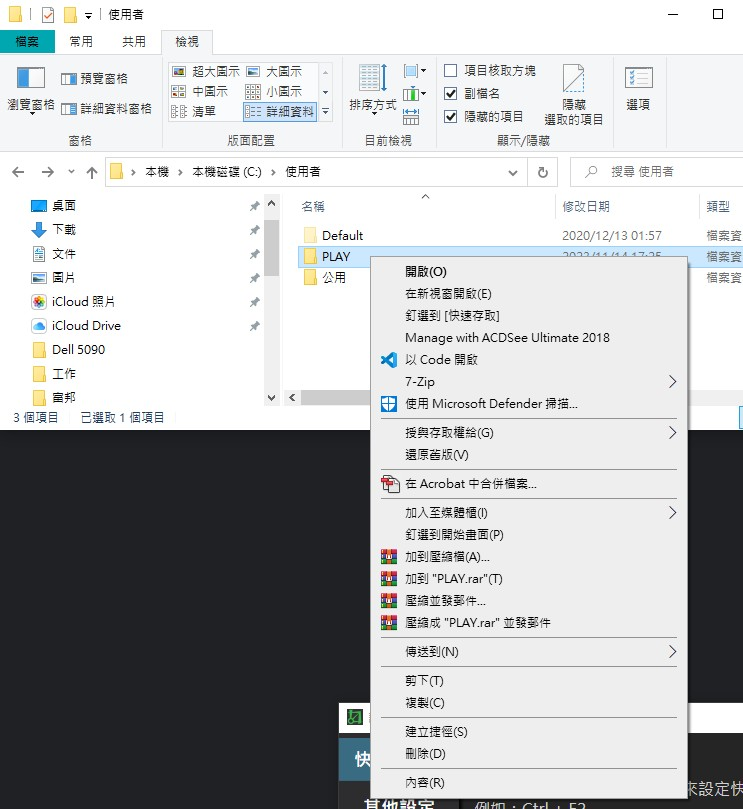 使用者
檔案 常用 共用 檢視
瀏覽窗格
預覽窗格
詳細資料窗格
窗格
超大圖示 大圖示
中圖示 小圖示
清單 詳細資料
版面配置
排序方式
目前檢視
項目核取方塊
副檔名
隱藏的項目
隱藏
選取的項目
顯示/隱藏
選項
本機 本機磁碟 (C:) 使用者
搜尋 使用者
桌面
下載
文件
圖片
iCloud 照片
iCloud Drive
Dell 5090
工作
富邦
名稱 修改日期 類型
Default 2020/12/13 01:57 檔案資
PLAY 檔案資
公用 檔案資
3 個項目 已選取 1 個項目
開啟(O)
在新視窗開啟(E)
釘選到 [快速存取]
Manage with ACDSee Ultimate 2018
以 Code 開啟
7-Zip
使用 Microsoft Defender 掃描...
授與存取權給(G)
還原舊版(V)
在 Acrobat 中合併檔案...
加入至媒體櫃(I)
釘選到開始畫面(P)
加到壓縮檔(A)...
加到 "PLAY.rar"(T)
壓縮並發郵件...
壓縮成 "PLAY.rar" 並發郵件
傳送到(N)
剪下(T)
複製(C)
建立捷徑(S)
刪除(D)
內容(R)
快
來設定快
其他設定
例如：Ctrl + F2